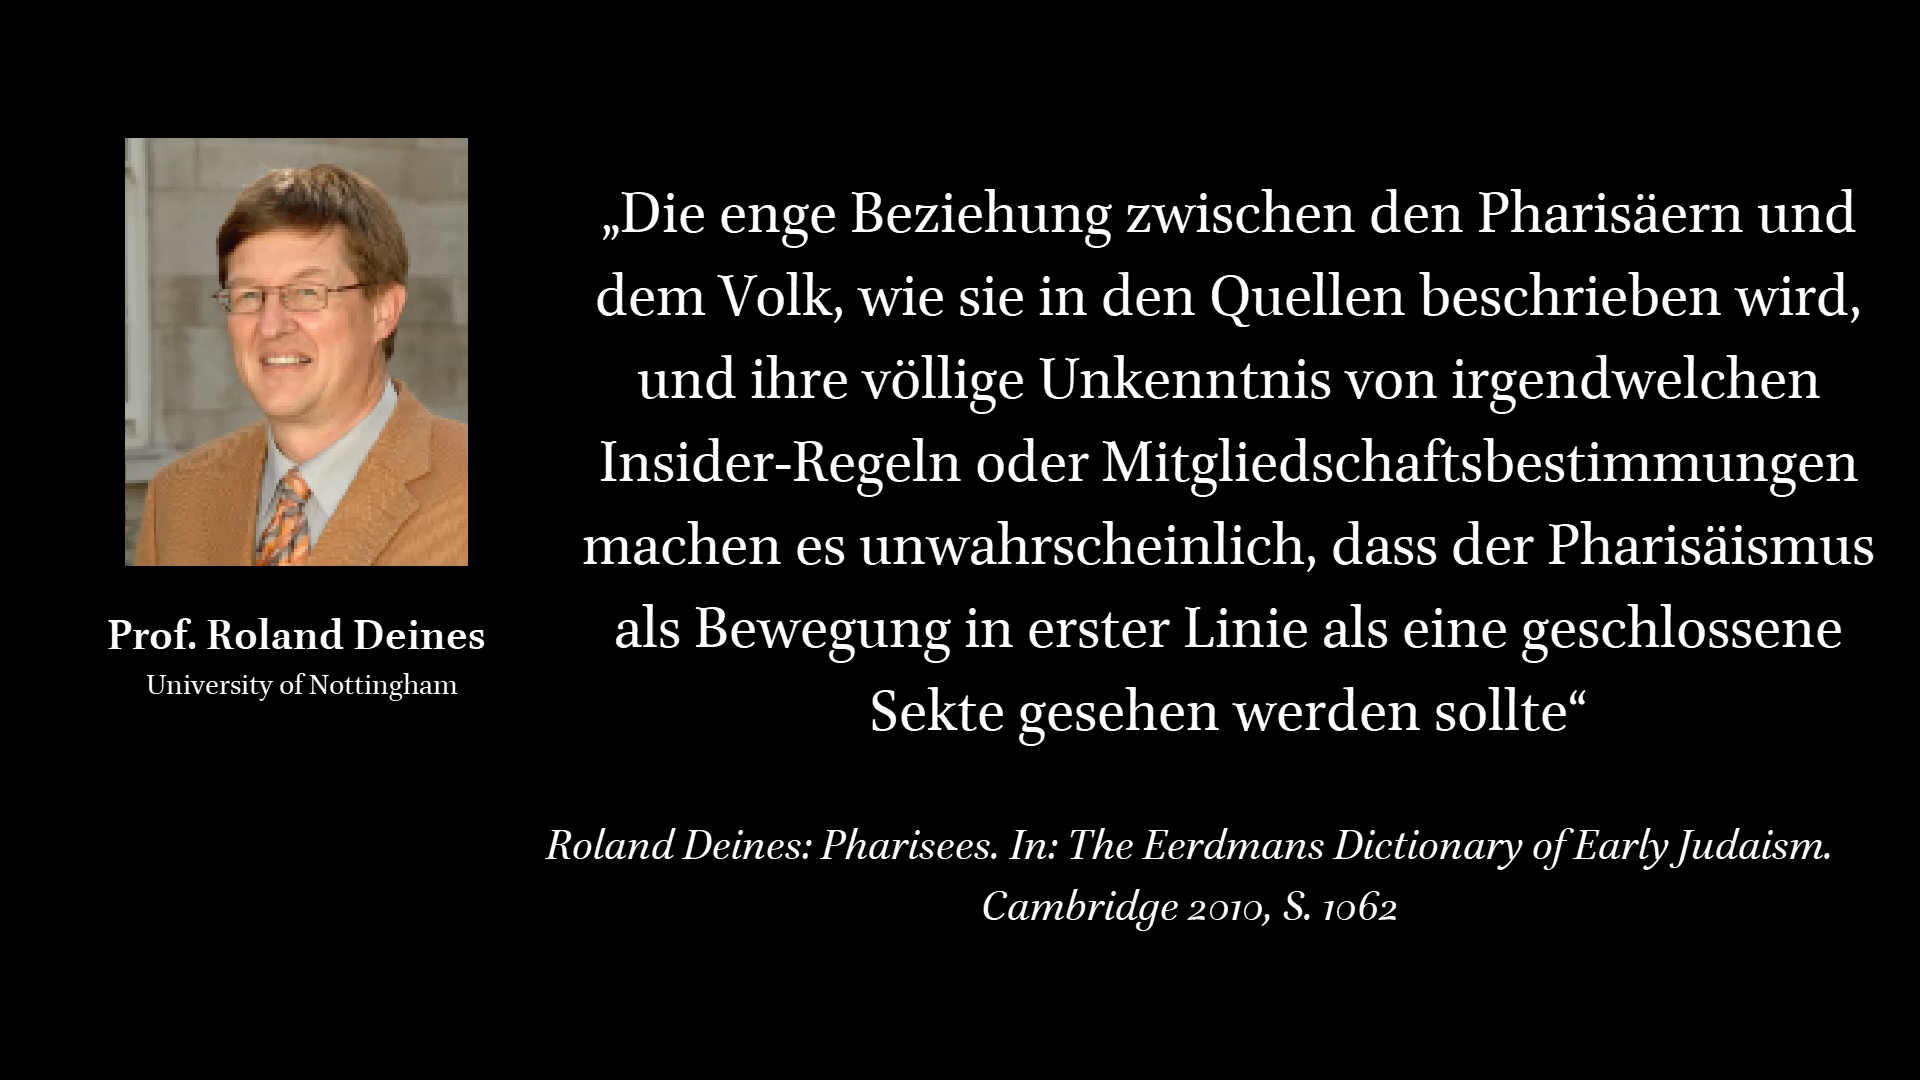 „Die enge Beziehung zwischen den Pharisäern und
dem Volk, wie sie in den Quellen beschrieben wird,
und ihre völlige Unkenntnis von irgendwelchen
Insider-Regeln oder Mitgliedschaftsbestimmungen
machen es unwahrscheinlich, dass der Pharisäismus
als Bewegung in erster Linie als eine geschlossene
Sekte gesehen werden sollte“
Prof. Roland Deines
University of Nottingham
Roland Deines: Pharisees. In: The Eerdmans Dictionary of Early Judaism.
Cambridge 2010, S. 1062